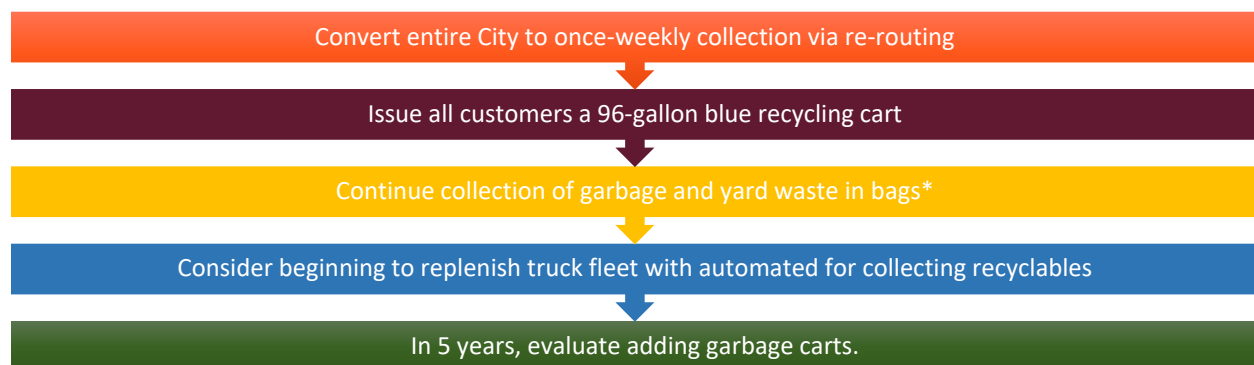 Convert entire City to once-weekly collection via re-routing
Issue all customers a 96-gallon blue recycling cart
Continue collection of garbage and yard waste in bags*
Consider beginning to replenish truck fleet with automated for collecting recyclables
In 5 years, evaluate adding garbage carts.